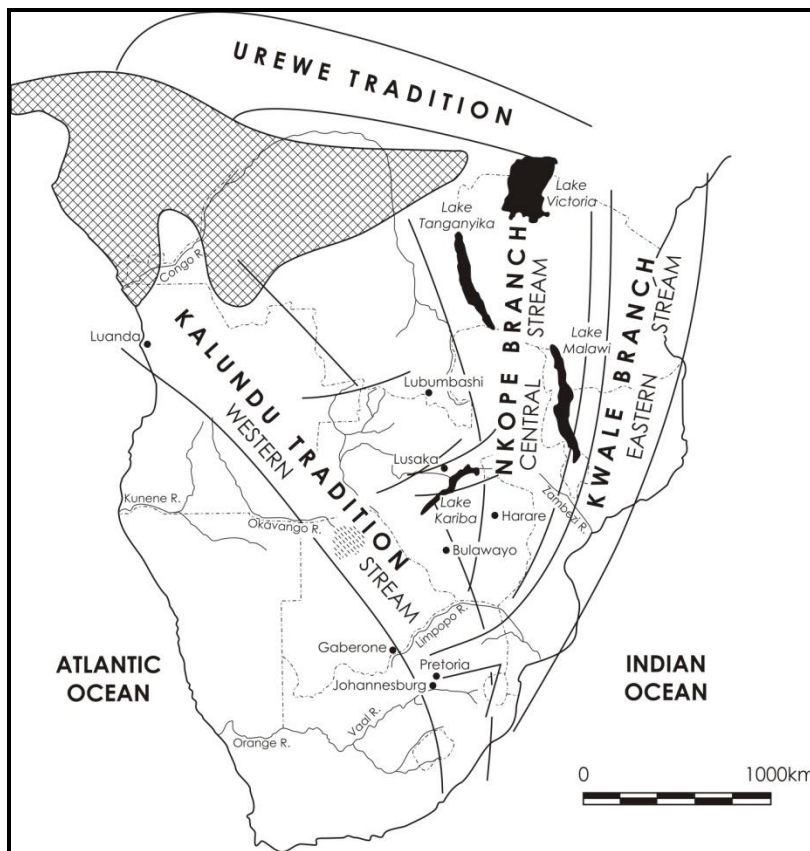 UREWE TRADITION
Lake
Victoria
Lake
Tanganyika
Congo R.
NKOPE BRANCH
CENTRAL STREAM
KWALE BRANCH
EASTERN STREAM
Luanda
KALUNDU TRADITION
WESTERN STREAM
Lake
Malawi
Lubumbashi
Lusaka
Kunene R.
Okavango R.
Lake
Kariba
Harare
Zambezi R.
Bulawayo
Limpopo R.
Gaberone
ATLANTIC
OCEAN
Pretoria
Johannesburg
INDIAN
OCEAN
Vaal R.
Orange R.
0 1000km